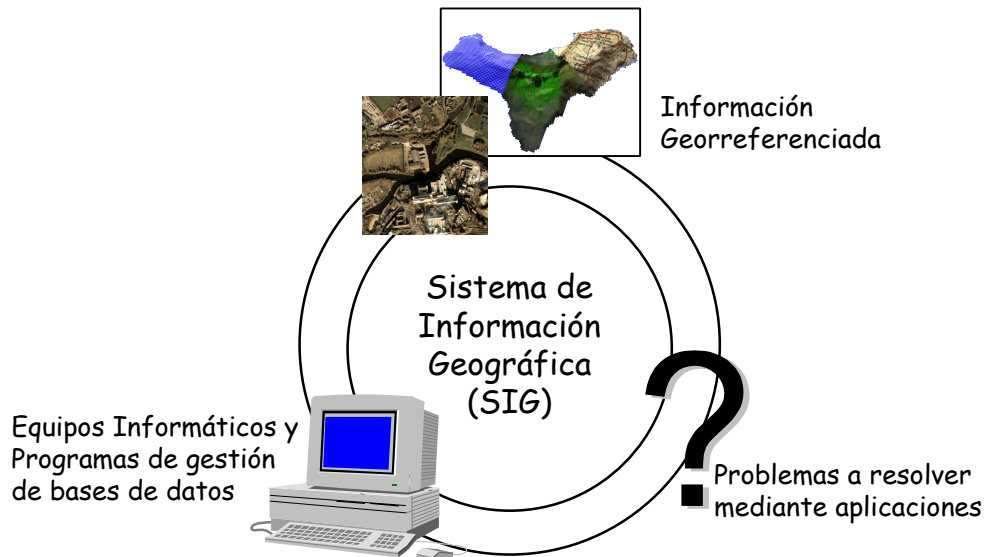 Información
Georreferenciada
Sistema de
Información
Geográfica
(SIG)
Equipos Informáticos y
Programas de gestión
de bases de datos
?
Problemas a resolver
mediante aplicaciones